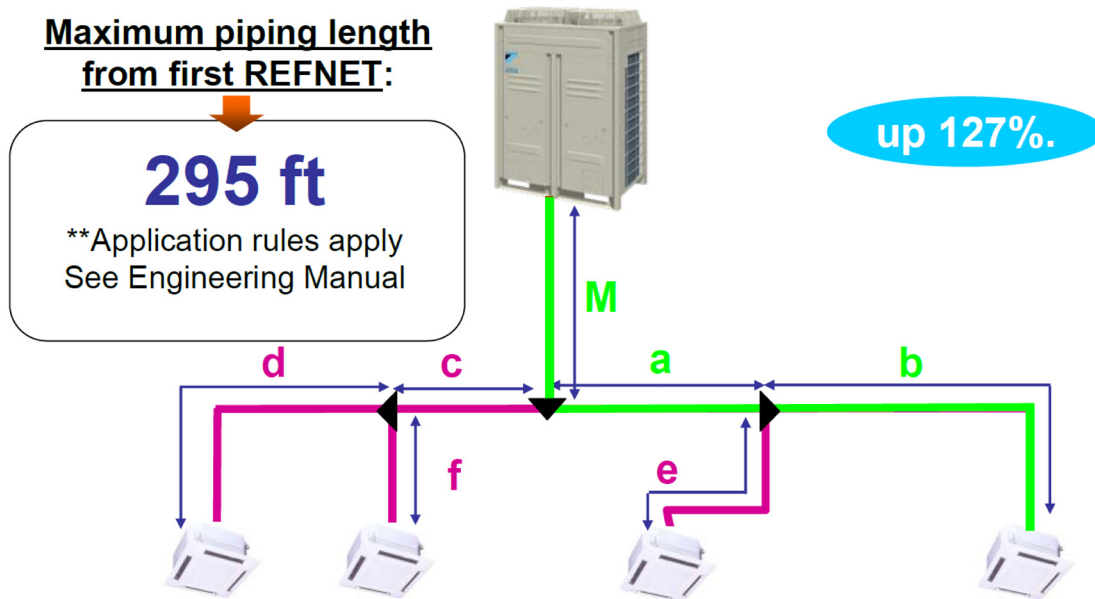 Maximum piping length
from first REFNET:
295 ft
**Application rules apply
See Engineering Manual
up 127%.
M
d
c
a
b
f
e